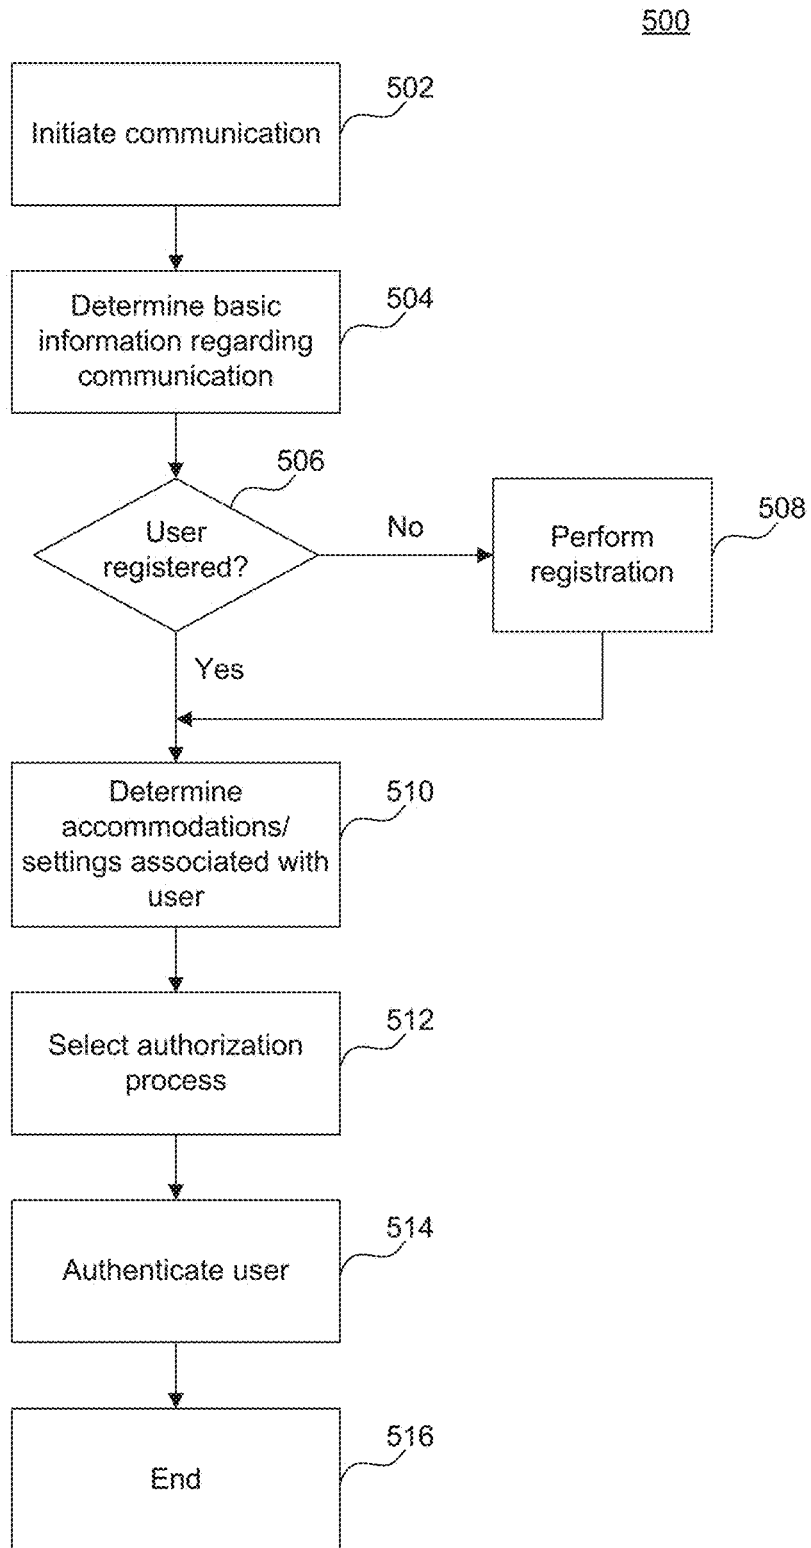 500
502
Initiate communication
504
Determine basic
information regarding
communication
506
User
registered?
No
508
Perform
registration
Yes
510
Determine
accommodations/
settings associated with
user
512
Select authorization
process
514
Authenticate user
516
End